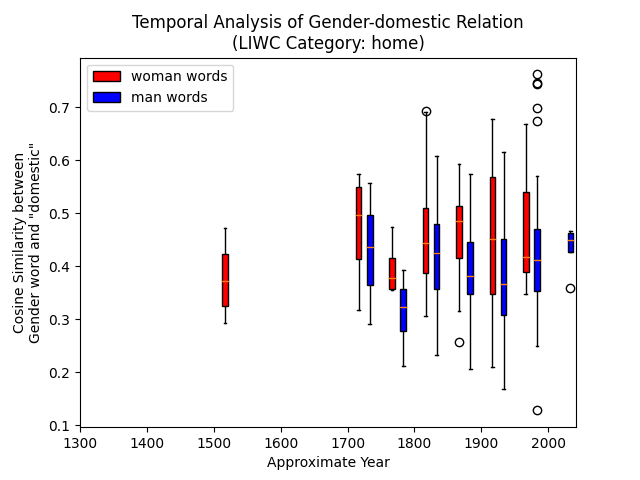 Temporal Analysis of Gender-domestic Relation
(LIWC Category: home)
woman words
man words
Cosine Similarity between
Gender word and "domestic"
0.7
0.6
0.5
0.4
0.3
0.2
0.1
1300 1400 1500 1600 1700 1800 1900 2000
Approximate Year